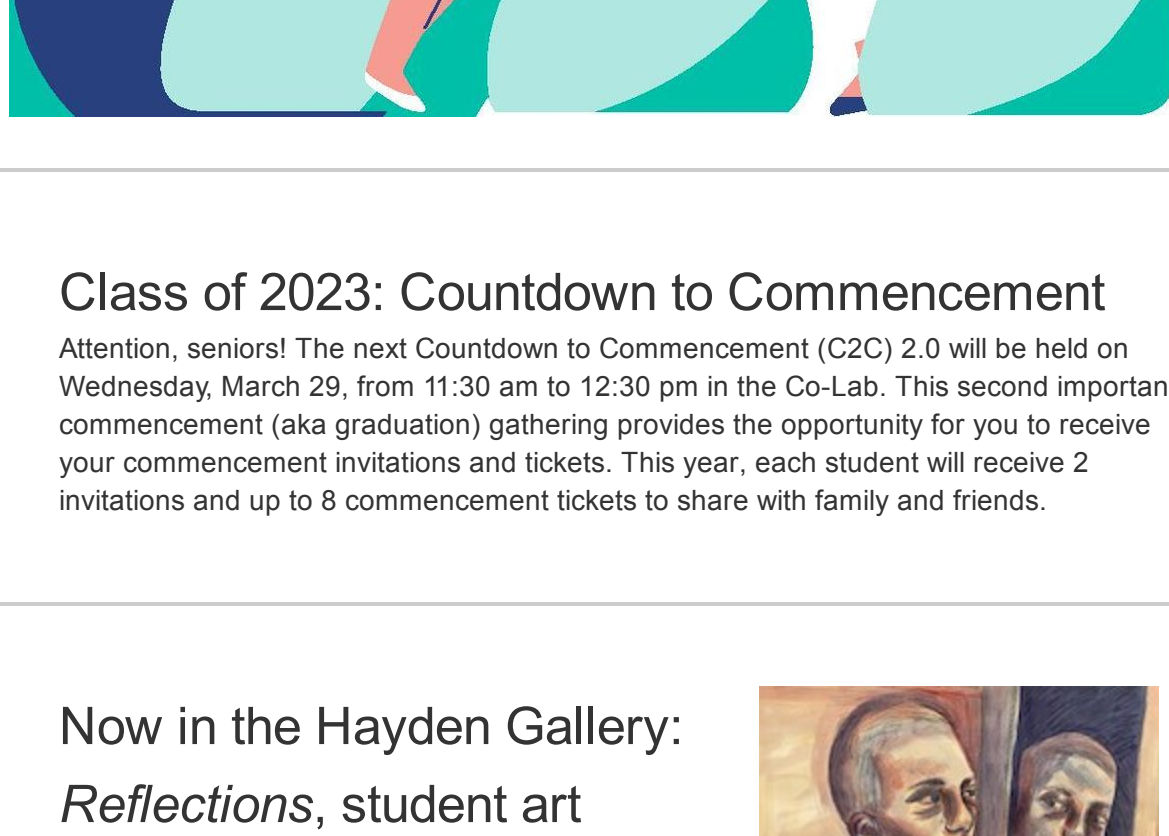 Class of 2023: Countdown to Commencement
Attention, seniors! The next Countdown to Commencement (C2C) 2.0 will be held on
Wednesday, March 29, from 11:30 am to 12:30 pm in the Co-Lab. This second importan
commencement (aka graduation) gathering provides the opportunity for you to receive
your commencement invitations and tickets. This year, each student will receive 2
invitations and up to 8 commencement tickets to share with family and friends.
Now in the Hayden Gallery:
Reflections, student art